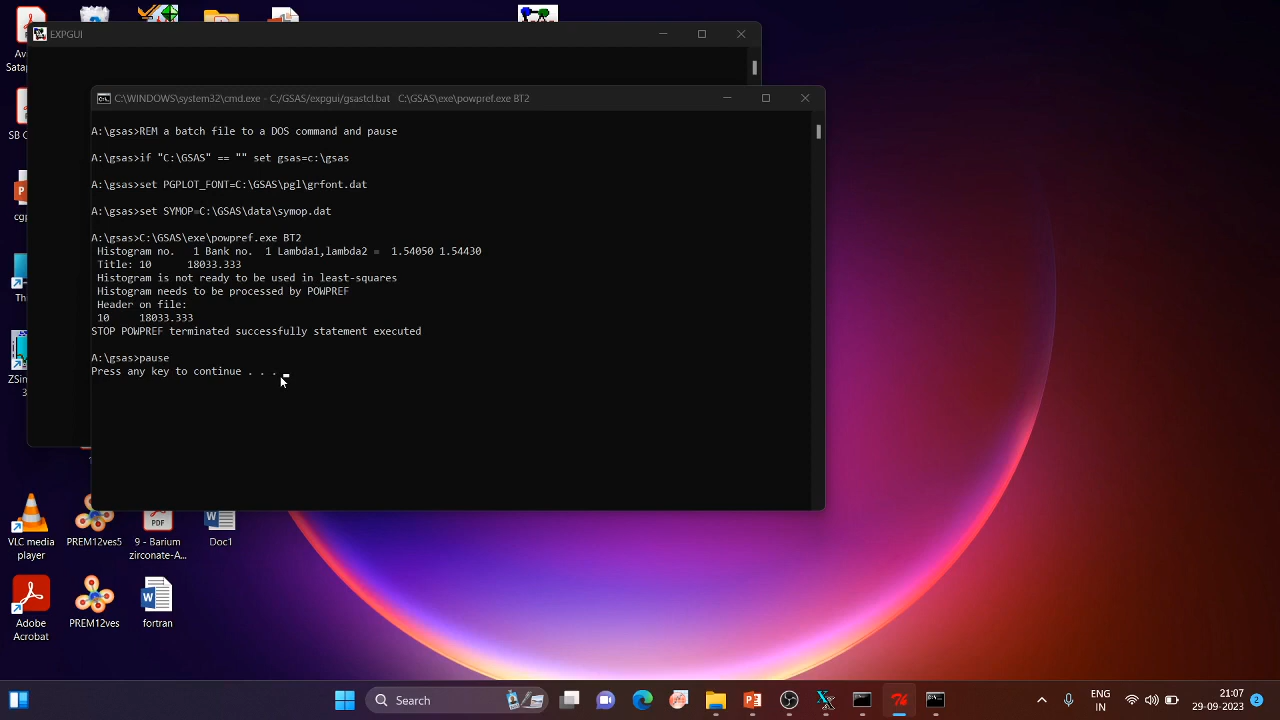 EXPGUI
C:\WINDOWS\system32\cmd.exe - C:/GSAS/expgui/gsastcl.bat C:\GSAS\exe\powpref.exe BT2
A:\gsas>REM a batch file to a DOS command and pause
A:\gsas>if "C:\GSAS" == "" set gsas=c:\gsas
A:\gsas>set PGPLOT_FONT=C:\GSAS\pgl\grfont.dat
A:\gsas>set SYMOP=C:\GSAS\data\symop.dat
A:\gsas>C:\GSAS\exe\powpref.exe BT2
Histogram no. 1 Bank no. 1 Lambda1,lambda2 = 1.54050 1.54430
Title: 10 18033.333
Histogram is not ready to be used in least-squares
Histogram needs to be processed by POWPREF
Header on file:
10 18033.333
STOP POWPREF terminated successfully statement executed
A:\gsas>pause
Press any key to continue . . .
VLC media
player
PREM12ves5
9 - Barium
zirconate-A...
Doc1
Adobe
Acrobat
PREM12ves
fortran
Search
ENG
IN
21:07
29-09-2023
2